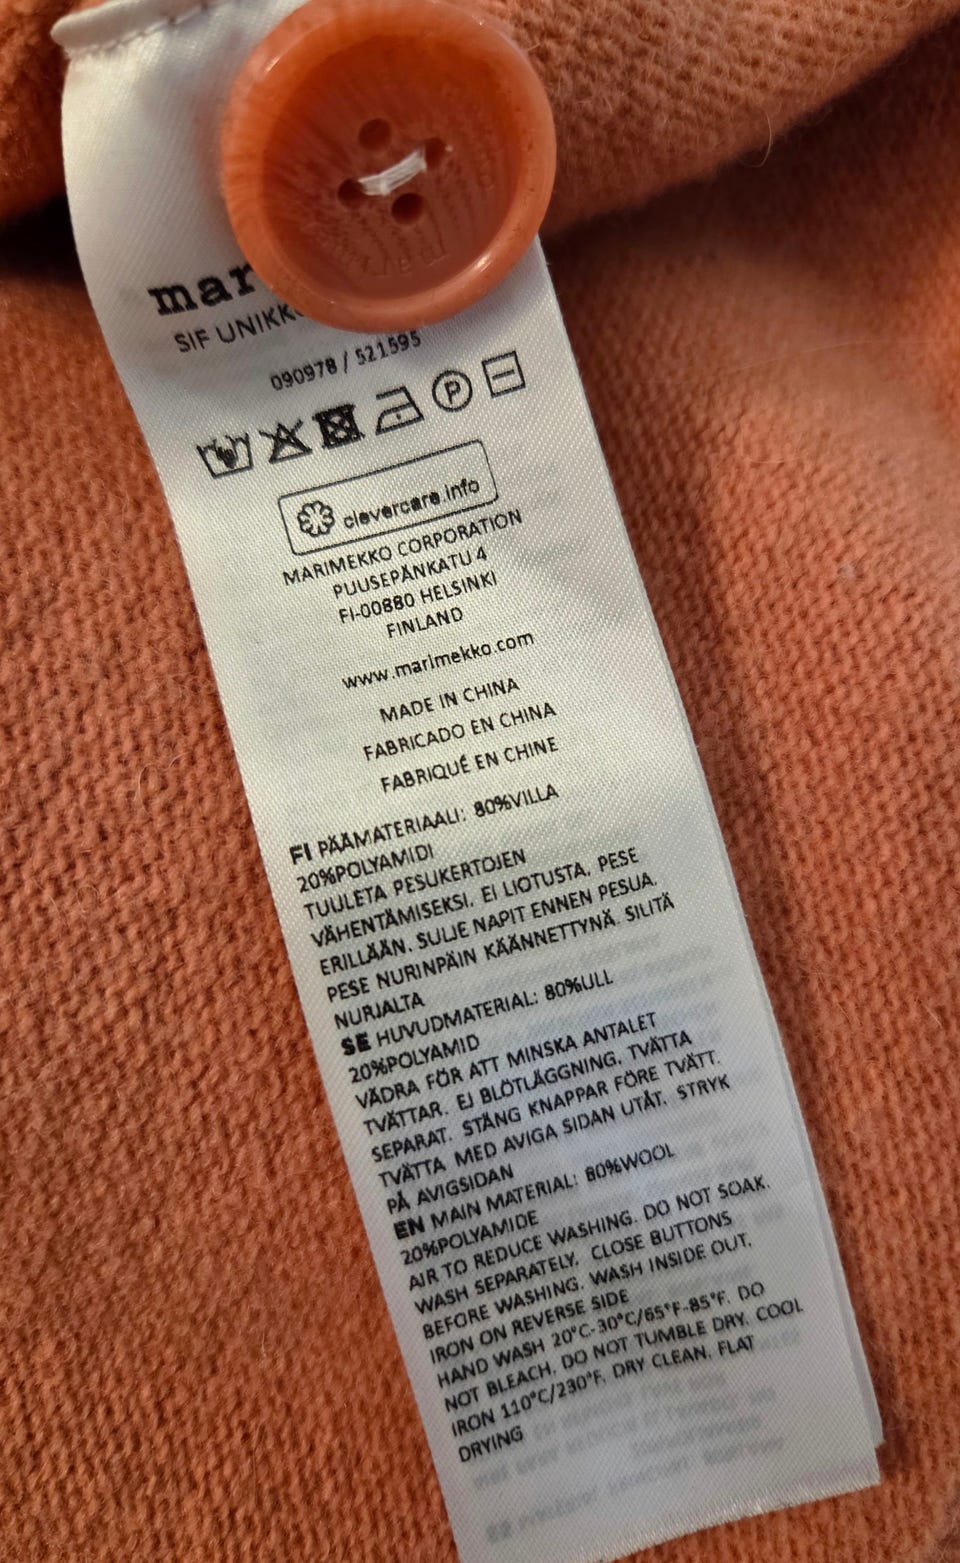 mar
SIF UNIKK
090978 / 521595
P
clevercare.info
MARIMEKKO CORPORATION
PUUSEPÄNKATU 4
FI-00880 HELSINKI
FINLAND
www.marimekko.com
MADE IN CHINA
FABRICADO EN CHINA
FABRIQUÉ EN CHINE
FI PÄÄMATERIAALI: 80%VILLA
20%POLYAMIDI
TUULETA PESUKERTOJEN
VÄHENTÄMISEKSI. EI LIOTUSTA. PESE
ERILLÄÄN. SULJE NAPIT ENNEN PESUA.
PESE NURINPÄIN KÄÄNNETTYNÄ. SILITÄ
NURJALTA
SE HUVUDMATERIAL: 80%ULL
20%POLYAMID
VÄDRA FÖR ATT MINSKA ANTALET
TVÄTTAR. EJ BLÖTLÄGGNING. TVÄTTA
SEPARAT. STÄNG KNAPPAR FÖRE TVÄTT.
TVÄTTA MED AVIGA SIDAN UTÅT. STRYK
PÅ AVIGSIDAN
EN MAIN MATERIAL: 80%WOOL
20%POLYAMIDE
AIR TO REDUCE WASHING. DO NOT SOAK.
WASH SEPARATELY. CLOSE BUTTONS
BEFORE WASHING. WASH INSIDE OUT.
IRON ON REVERSE SIDE
HAND WASH 20°C-30°C/65°F-85°F. DO
NOT BLEACH. DO NOT TUMBLE DRY. COOL
IRON 110°C/230°F. DRY CLEAN. FLAT
DRYING